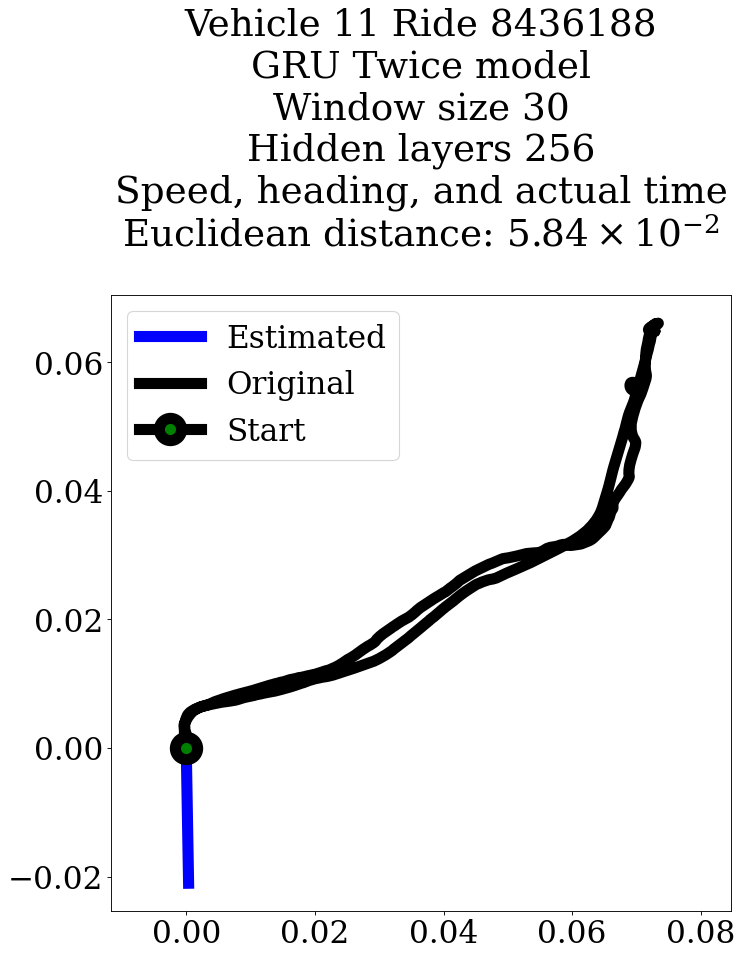 Vehicle 11 Ride 8436188
GRU Twice model
Window size 30
Hidden layers 256
Speed, heading, and actual time
Euclidean distance: 5.84 × 10⁻²
Estimated
Original
Start
0.06
0.04
0.02
0.00
−0.02
0.00 0.02 0.04 0.06 0.08